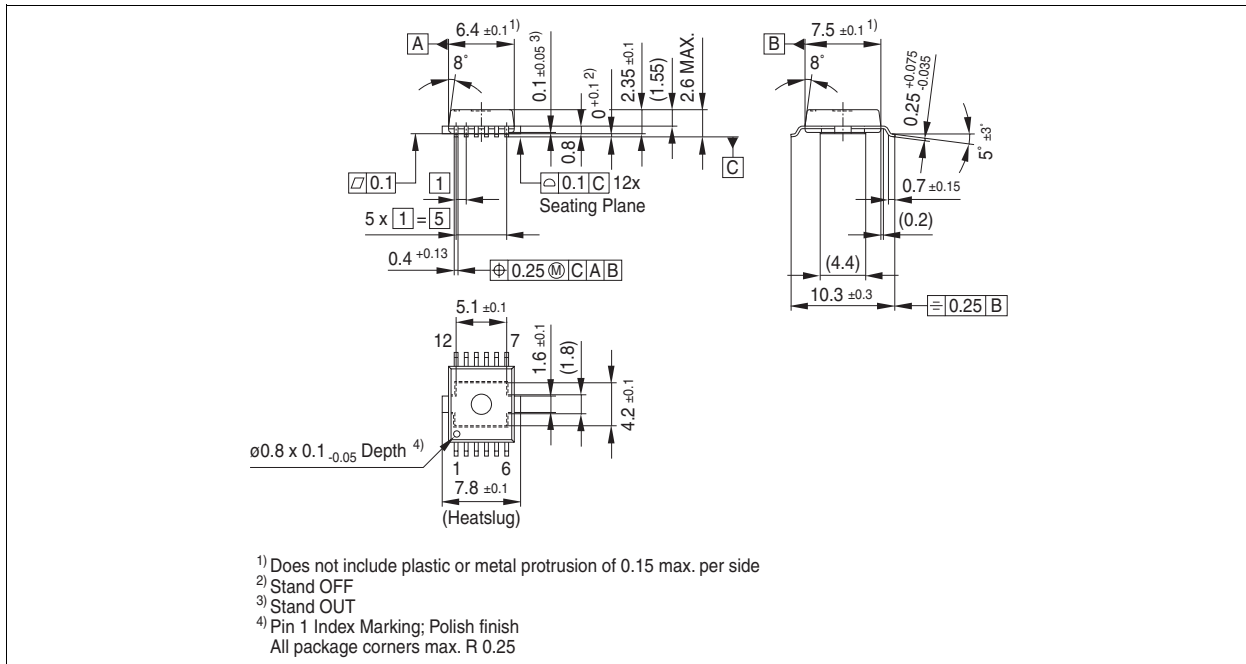 A
6.4 ±0.1 1)
8°
0.1 ±0.05 3)
0 +0.1 2)
2.35 ±0.1
(1.55)
2.6 MAX.
0.8
C
⏥ 0.1
1
⌓ 0.1 C 12x
Seating Plane
5 x 1 = 5
0.4 +0.13
⌖ 0.25 Ⓜ C A B
B
7.5 ±0.1 1)
8°
0.25 +0.075 -0.035
5° ±3°
0.7 ±0.15
(0.2)
(4.4)
10.3 ±0.3
⌯ 0.25 B
5.1 ±0.1
12
7
1.6 ±0.1
(1.8)
4.2 ±0.1
ø0.8 x 0.1 -0.05 Depth 4)
1
6
7.8 ±0.1
(Heatslug)
1) Does not include plastic or metal protrusion of 0.15 max. per side
2) Stand OFF
3) Stand OUT
4) Pin 1 Index Marking; Polish finish
All package corners max. R 0.25